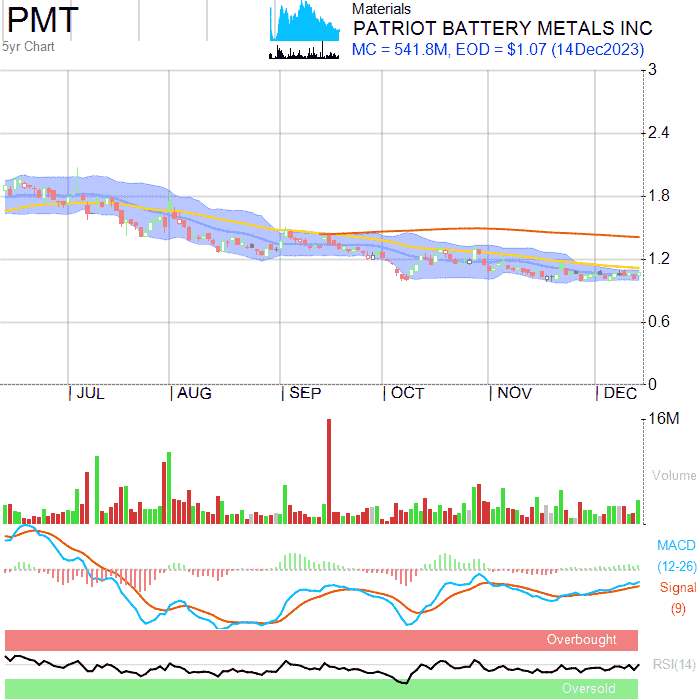 PMT
5yr Chart
Materials
PATRIOT BATTERY METALS INC
MC = 541.8M, EOD = $1.07 (14Dec2023)
3
2.4
1.8
1.2
0.6
0
JUL AUG SEP OCT NOV DEC
16M
Volume
MACD
(12-26)
Signal
(9)
Overbought
RSI(14)
Oversold